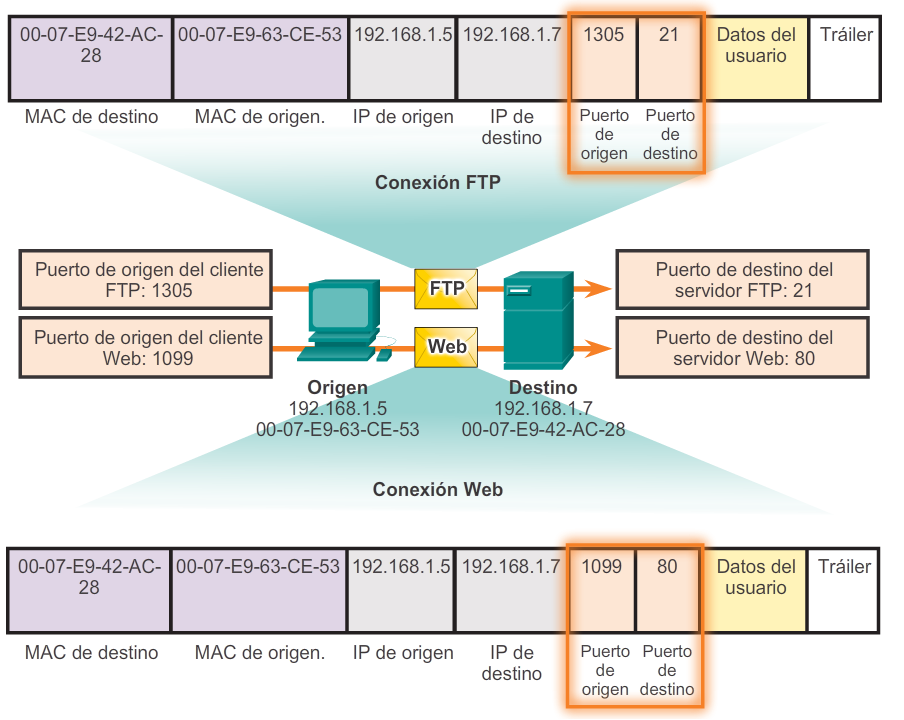 00-07-E9-42-AC-
28
00-07-E9-63-CE-53
192.168.1.5
192.168.1.7
1305
21
Datos del
usuario
Tráiler
MAC de destino
MAC de origen.
IP de origen
IP de
destino
Puerto
de
origen
Puerto
de
destino
Conexión FTP
Puerto de origen del cliente
FTP: 1305
FTP
Puerto de destino del
servidor FTP: 21
Puerto de origen del cliente
Web: 1099
Web
Puerto de destino del
servidor Web: 80
Origen
192.168.1.5
00-07-E9-63-CE-53
Destino
192.168.1.7
00-07-E9-42-AC-28
Conexión Web
00-07-E9-42-AC-
28
00-07-E9-63-CE-53
192.168.1.5
192.168.1.7
1099
80
Datos del
usuario
Tráiler
MAC de destino
MAC de origen.
IP de origen
IP de
destino
Puerto
de
origen
Puerto
de
destino